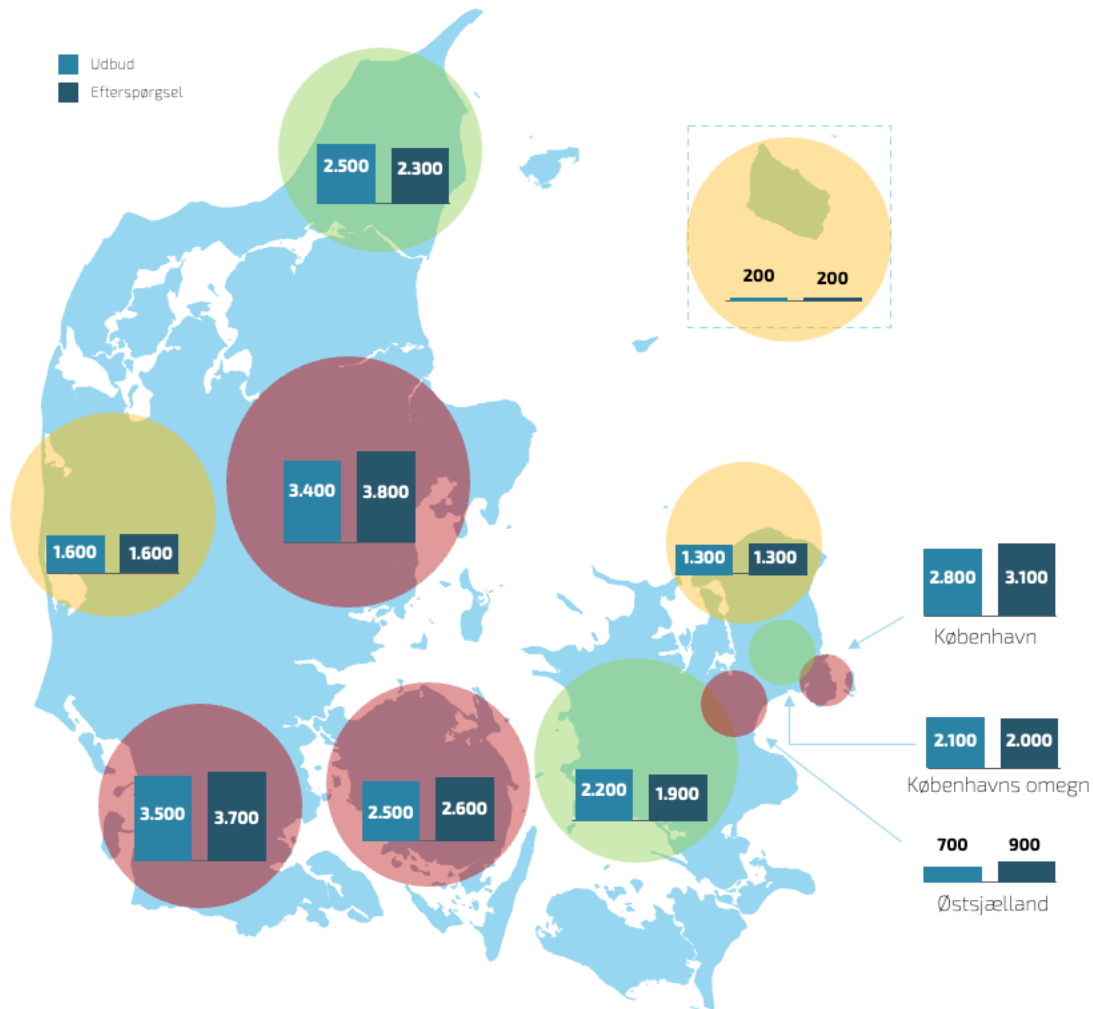 Udbud
Efterspørgsel
2.500 2.300
200 200
3.400 3.800
1.600 1.600
1.300 1.300
2.800 3.100
København
2.100 2.000
Københavns omegn
3.500 3.700
2.500 2.600
2.200 1.900
700 900
Østsjælland